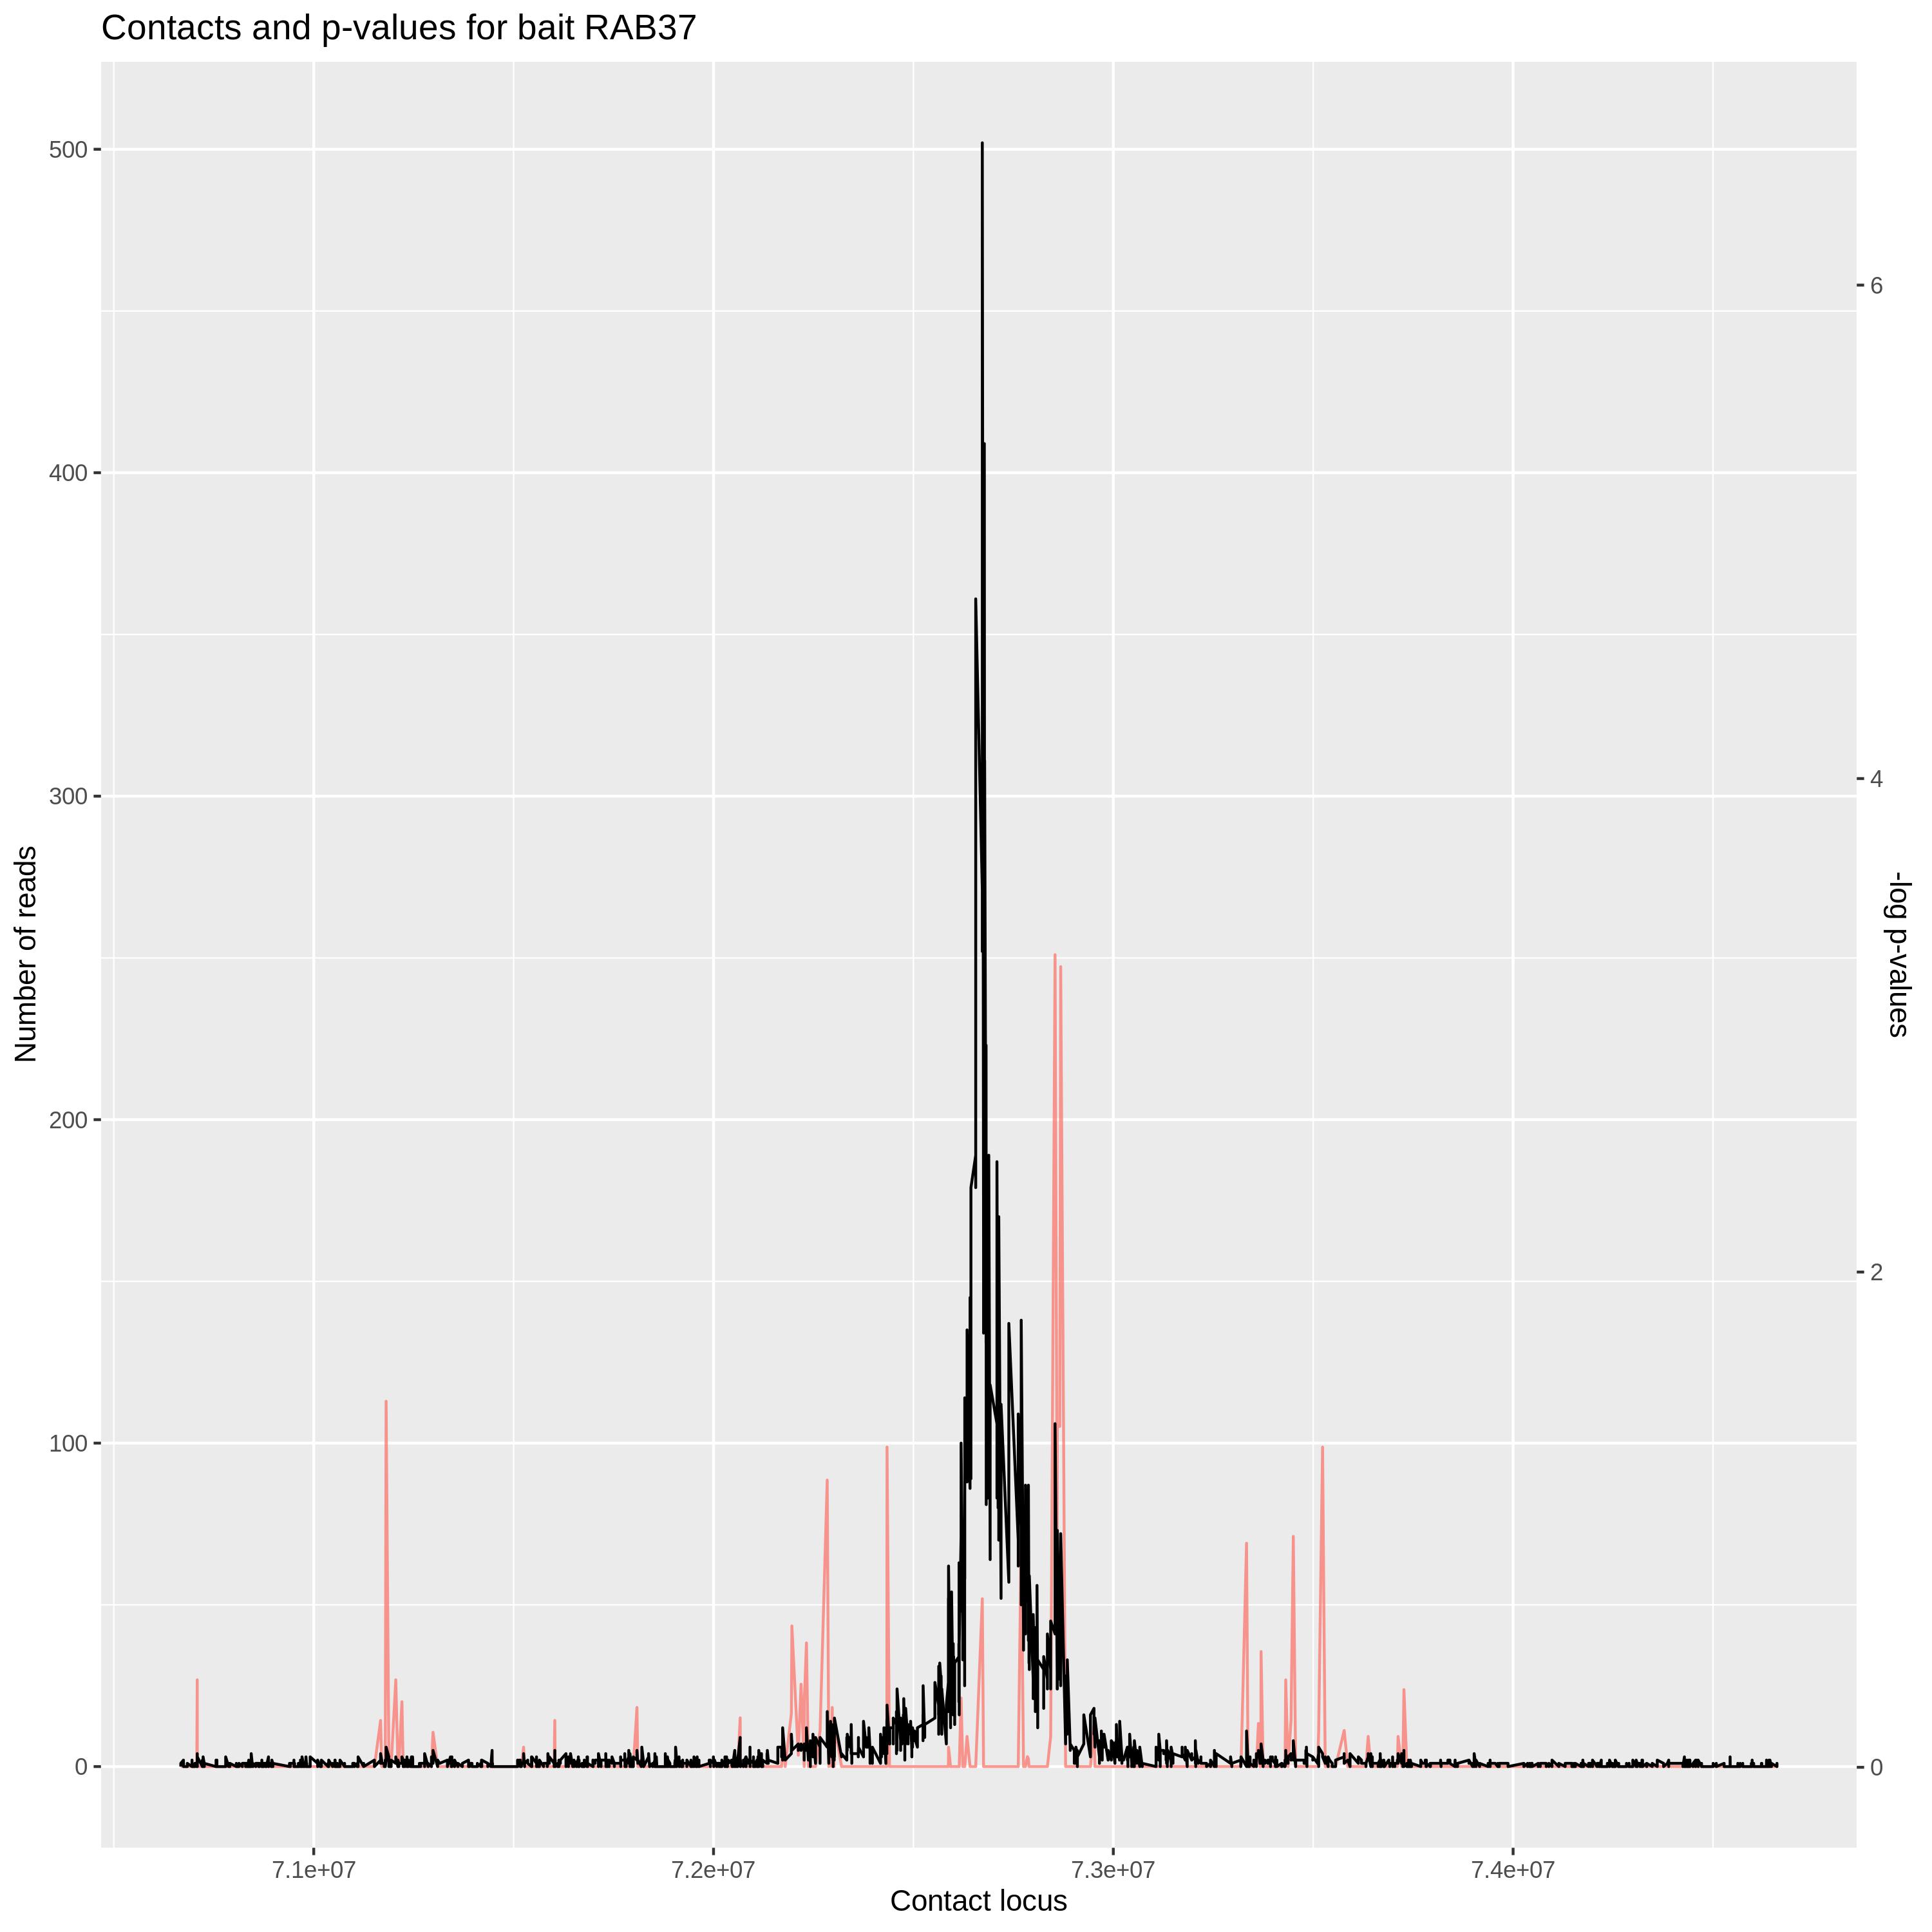 Contacts and p-values for bait RAB37
500
400
300
200
100
0
6
4
2
0
Number of reads
-log p-values
7.1e+07
7.2e+07
7.3e+07
7.4e+07
Contact locus